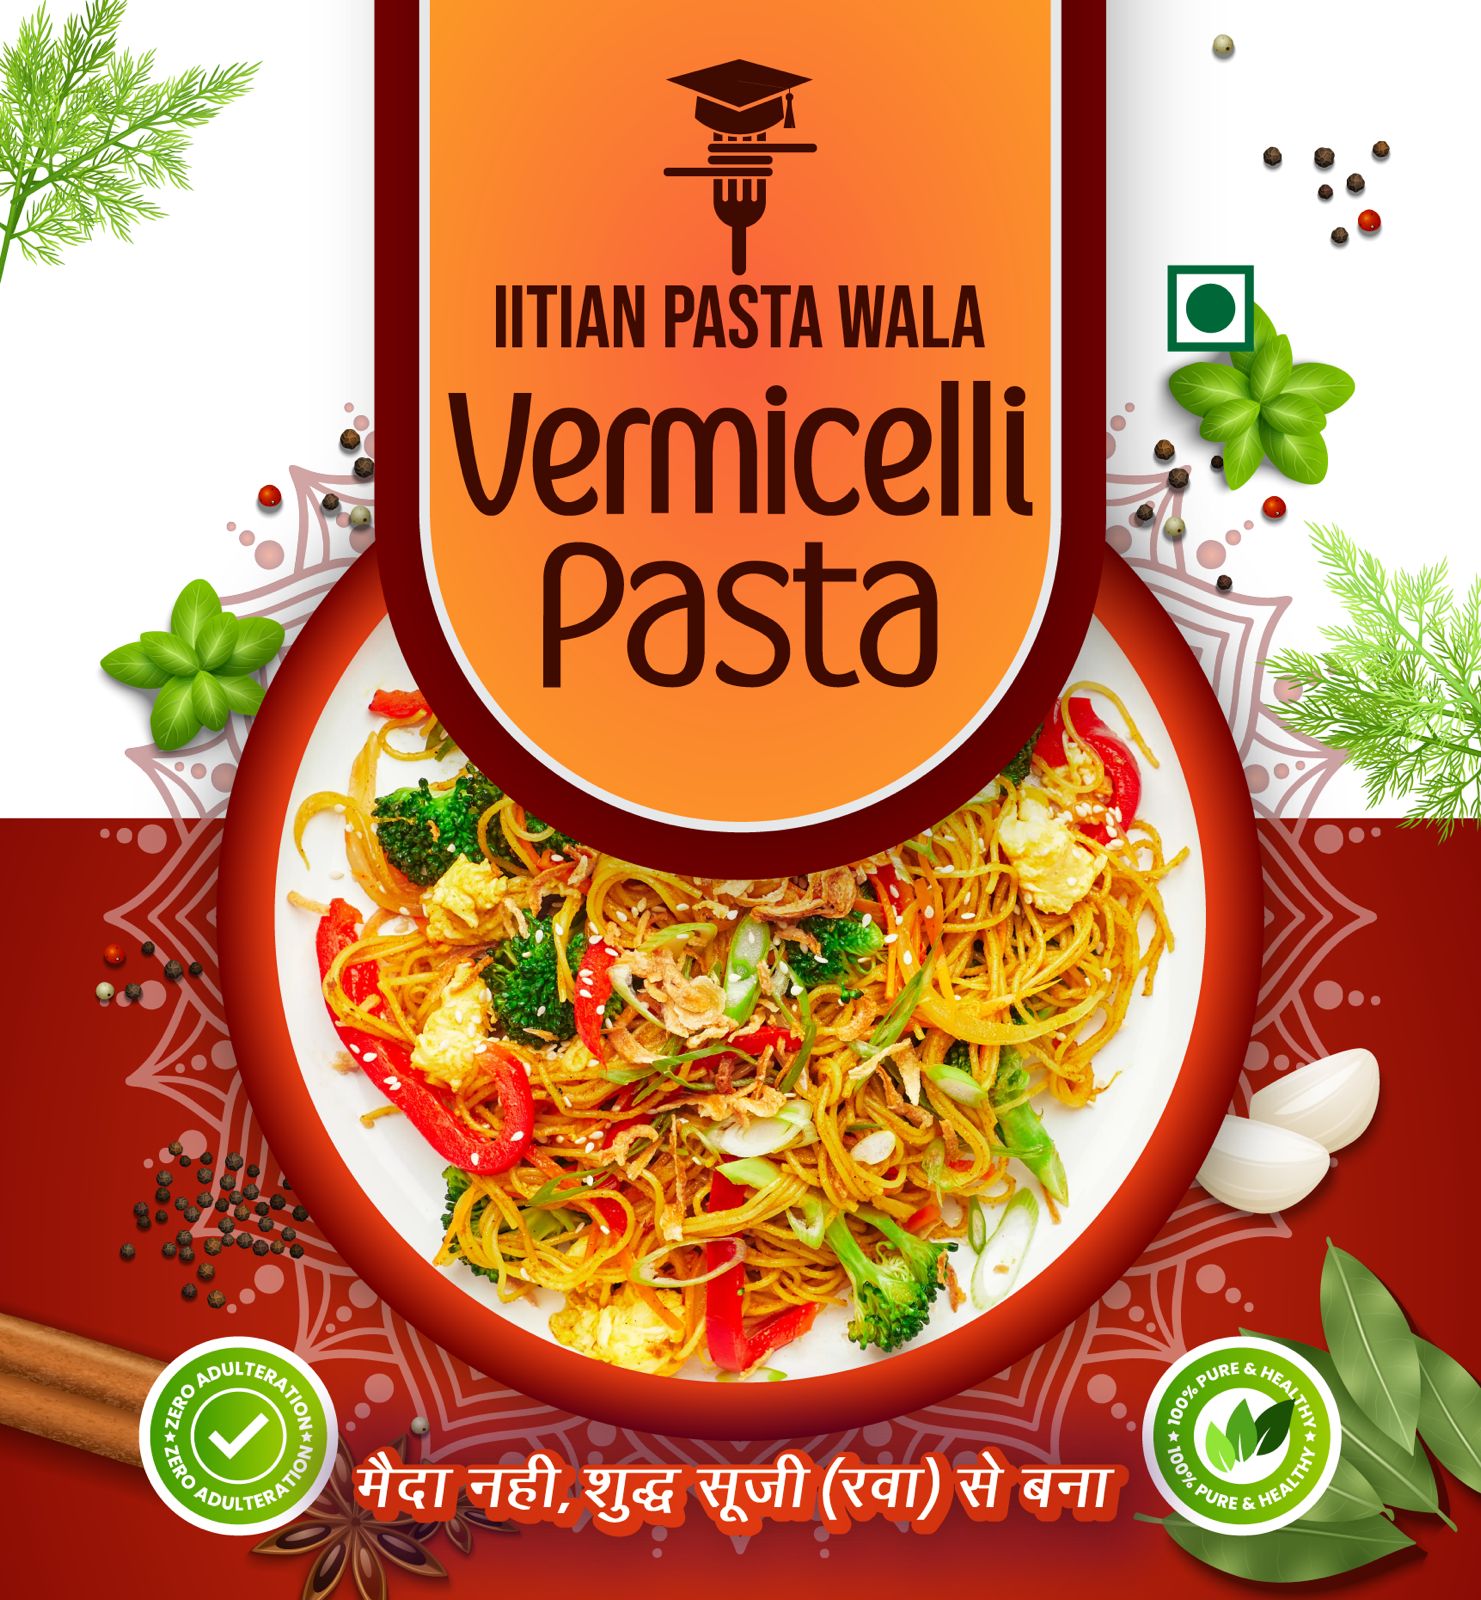 IITIAN PASTA WALA
Vermicelli
Pasta
★ ZERO ADULTERATION ★
ZERO ADULTERATION
मैदा नही, शुद्ध सूजी (रवा) से बना
★ 100% PURE & HEALTHY ★
100% PURE & HEALTHY